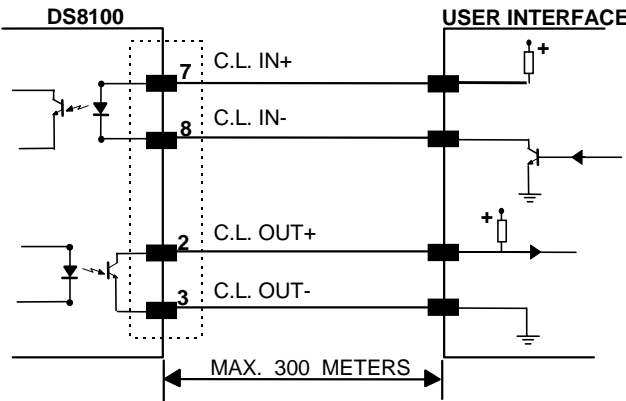 DS8100
USER INTERFACE
+
7
C.L. IN+
8
C.L. IN-
+
2
C.L. OUT+
3
C.L. OUT-
MAX. 300 METERS